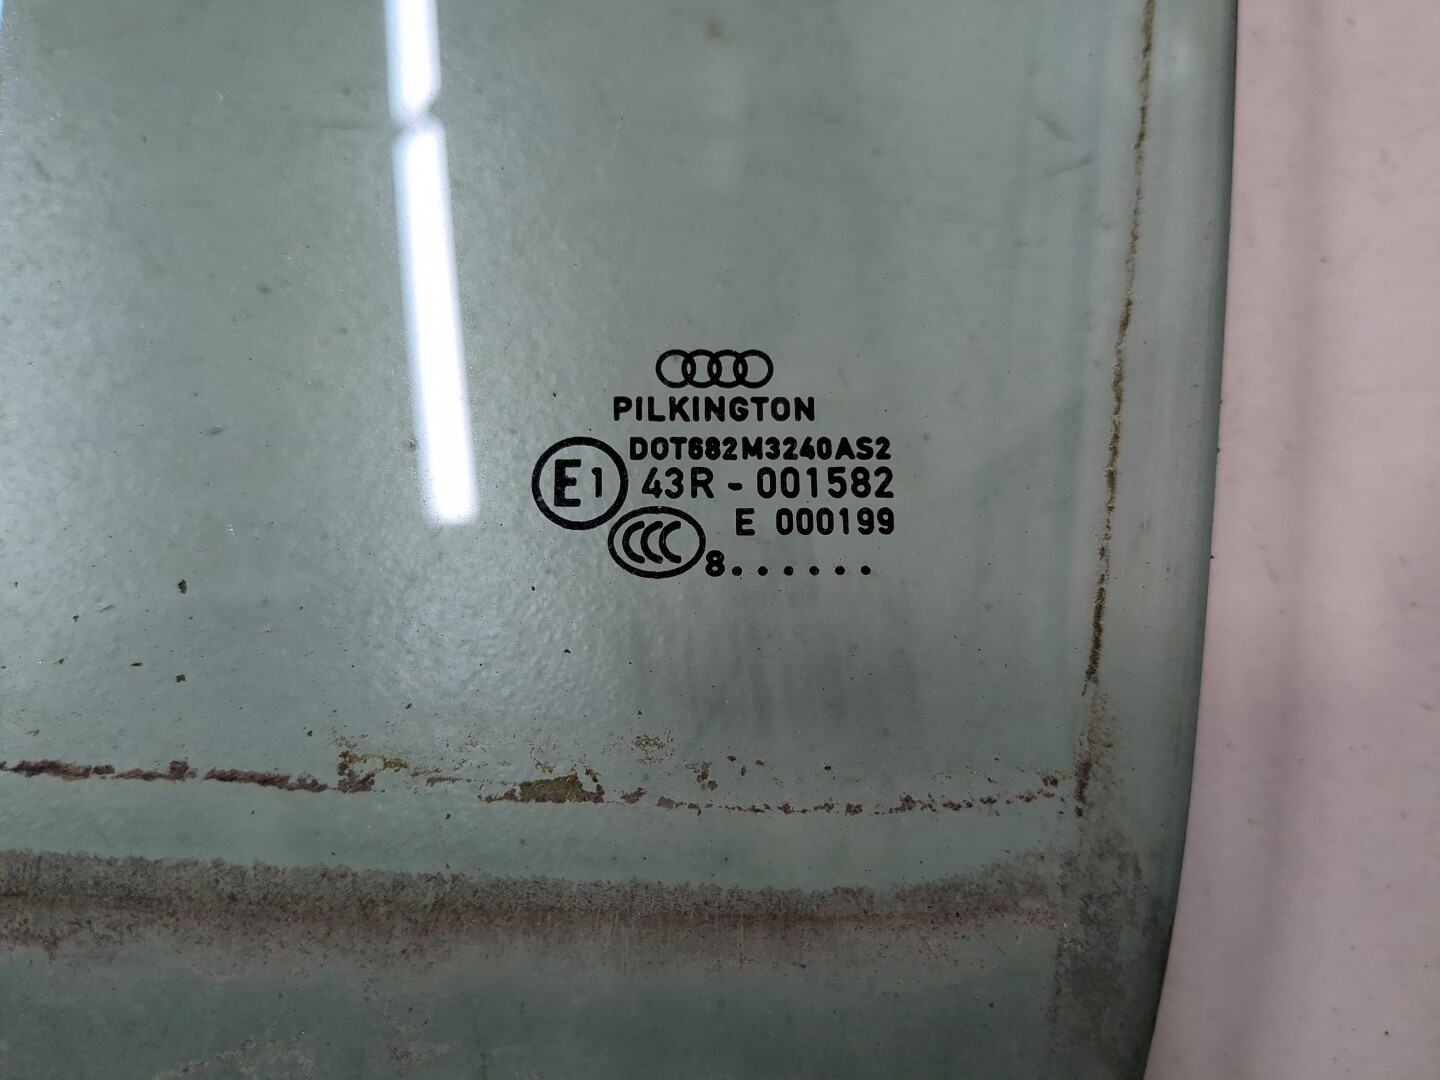 PILKINGTON
DOT682M3240AS2
E1 43R - 001582
E 000199
CCC 8......